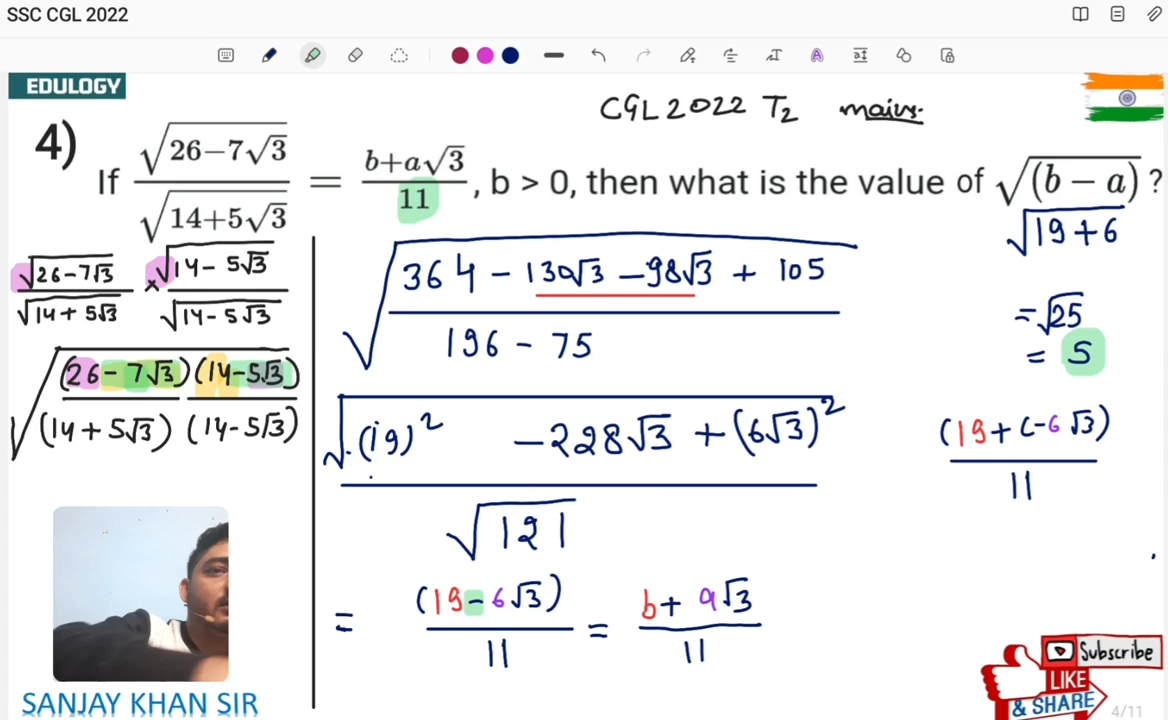 SSC CGL 2022
EDULOGY
CGL 2022 T₂ mains.
4) If √(26−7√3) / √(14+5√3) = (b+a√3) / 11 , b > 0, then what is the value of √(b − a) ?
√(19+6)
= √25
= 5
√(26-7√3) / √(14+5√3) × √(14-5√3) / √(14-5√3)
√((26-7√3)(14-5√3) / (14+5√3)(14-5√3))
√((364 - 130√3 - 98√3 + 105) / (196 - 75))
√((19)² - 228√3 + (6√3)²) / √121
(19+(-6√3) / 11
= (19-6√3) / 11 = (b + a√3) / 11
SANJAY KHAN SIR
Subscribe
LIKE
& SHARE
4/11